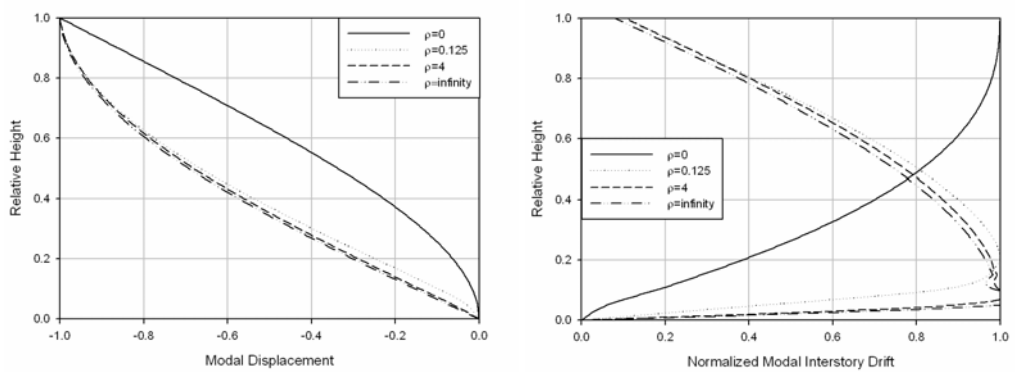 1.0
0.8
0.6
0.4
0.2
0.0
Relative Height
-1.0 -0.8 -0.6 -0.4 -0.2 0.0
Modal Displacement
ρ=0
ρ=0.125
ρ=4
ρ=infinity
1.0
0.8
0.6
0.4
0.2
0.0
Relative Height
0.0 0.2 0.4 0.6 0.8 1.0
Normalized Modal Interstory Drift
ρ=0
ρ=0.125
ρ=4
ρ=infinity